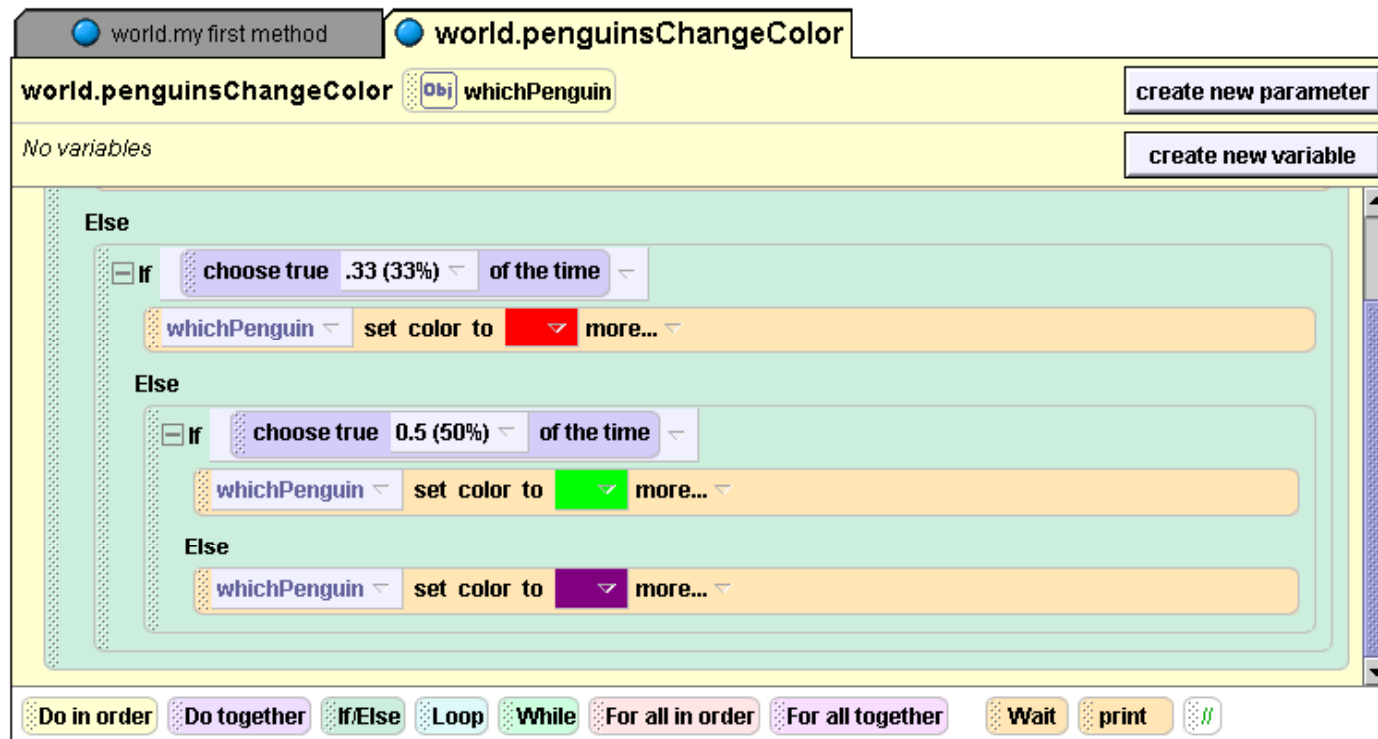 world.my first method world.penguinsChangeColor
world.penguinsChangeColor Obj whichPenguin create new parameter
No variables create new variable
Else
If choose true .33 (33%) of the time
whichPenguin set color to more...
Else
If choose true 0.5 (50%) of the time
whichPenguin set color to more...
Else
whichPenguin set color to more...
Do in order Do together If/Else Loop While For all in order For all together Wait print //